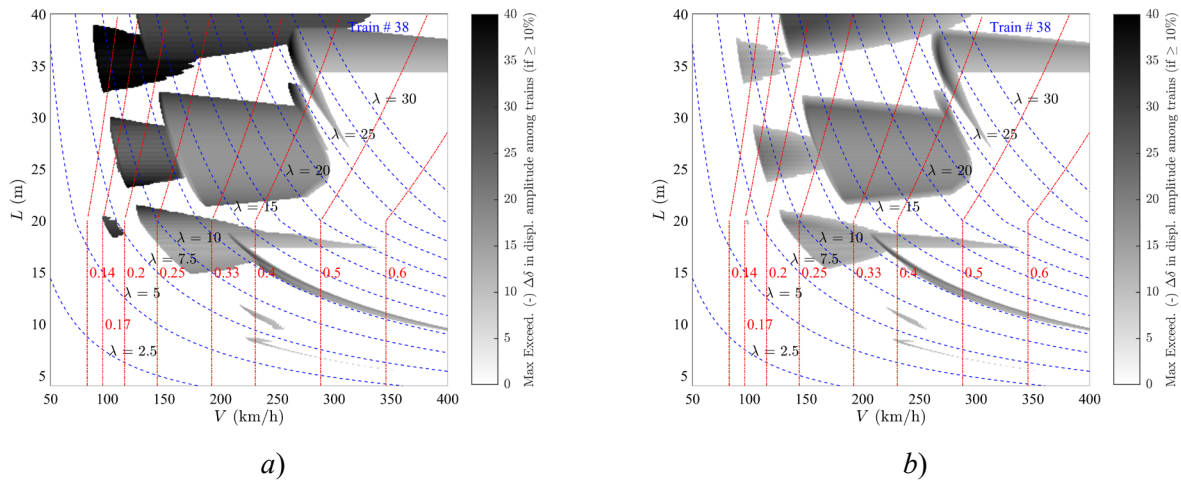 40
35
30
25
20
15
10
5
L (m)
50
100
150
200
250
300
350
400
V (km/h)
Train # 38
λ = 30
λ = 25
λ = 20
λ = 15
λ = 10
λ = 7.5
λ = 5
λ = 2.5
0.14
0.2
0.25
0.33
0.4
0.5
0.6
0.17
40
35
30
25
20
15
10
5
0
Max Exceed. (-) Δδ in displ. amplitude among trains (if ≥ 10%)
a)
40
35
30
25
20
15
10
5
L (m)
50
100
150
200
250
300
350
400
V (km/h)
Train # 38
λ = 30
λ = 25
λ = 20
λ = 15
λ = 10
λ = 7.5
λ = 5
λ = 2.5
0.14
0.2
0.25
0.33
0.4
0.5
0.6
0.17
40
35
30
25
20
15
10
5
0
Max Exceed. (-) Δδ in displ. amplitude among trains (if ≥ 10%)
b)